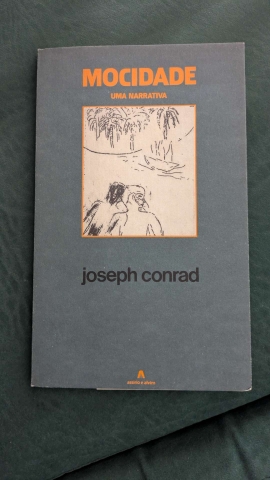 MOCIDADE
UMA NARRATIVA
joseph conrad